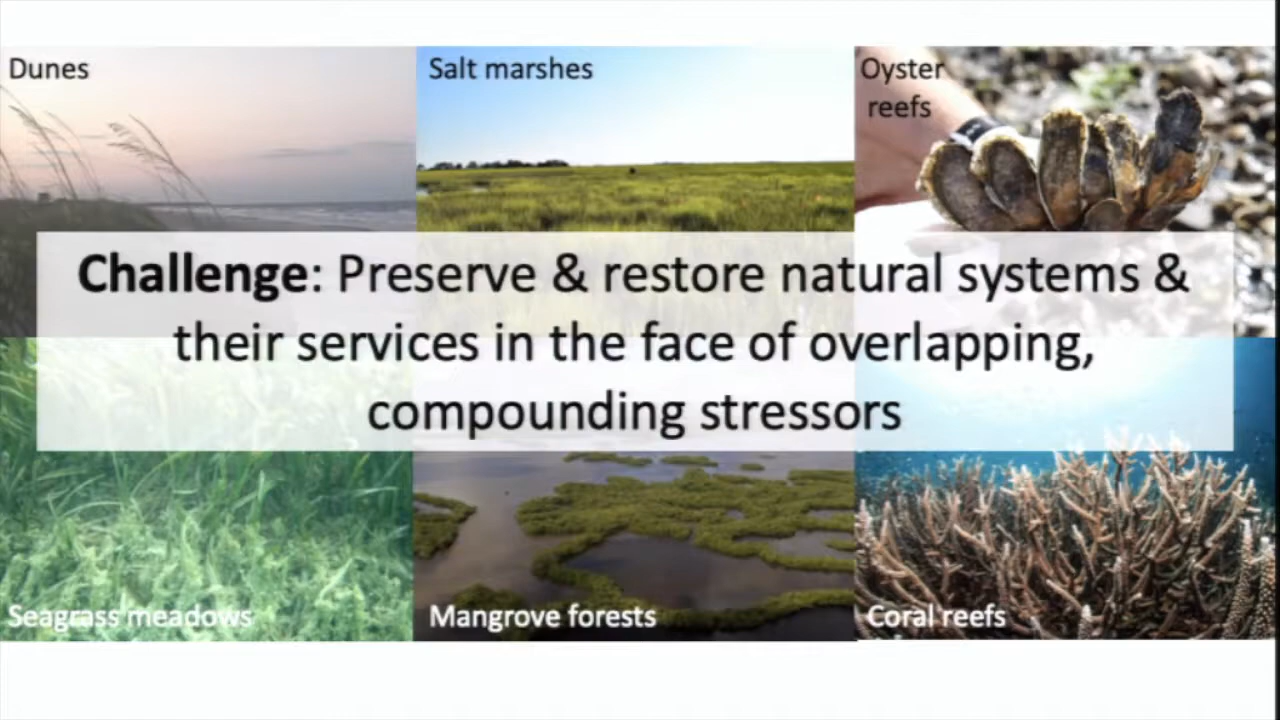 Dunes
Salt marshes
Oyster
reefs
Challenge: Preserve & restore natural systems &
their services in the face of overlapping,
compounding stressors
Seagrass meadows
Mangrove forests
Coral reefs